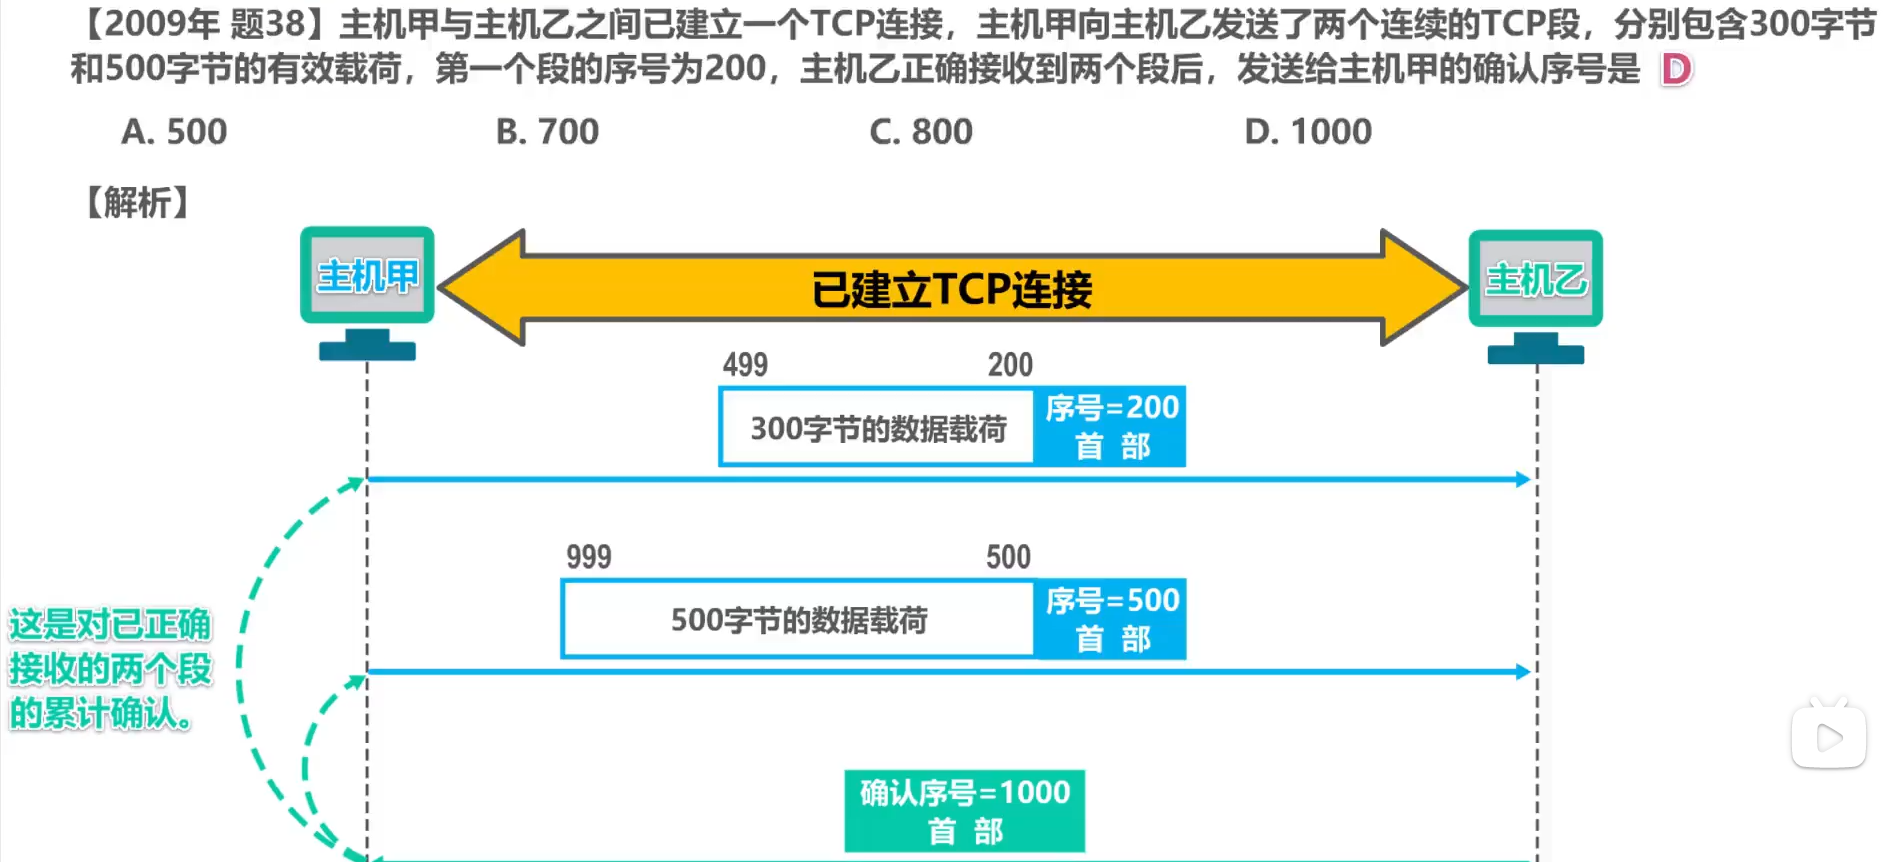 【2009年 题38】主机甲与主机乙之间已建立一个TCP连接，主机甲向主机乙发送了两个连续的TCP段，分别包含300字节
和500字节的有效载荷，第一个段的序号为200，主机乙正确接收到两个段后，发送给主机甲的确认序号是 D
A. 500 B. 700 C. 800 D. 1000
【解析】
主机甲
已建立TCP连接
主机乙
499 200
300字节的数据载荷
序号=200
首 部
999 500
500字节的数据载荷
序号=500
首 部
这是对已正确
接收的两个段
的累计确认。
确认序号=1000
首 部